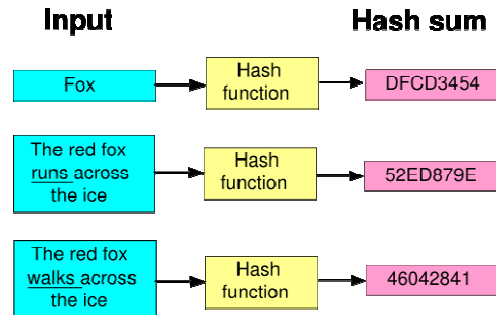 Input
Hash sum
Fox
Hash
function
DFCD3454
The red fox
runs across
the ice
Hash
function
52ED879E
The red fox
walks across
the ice
Hash
function
46042841